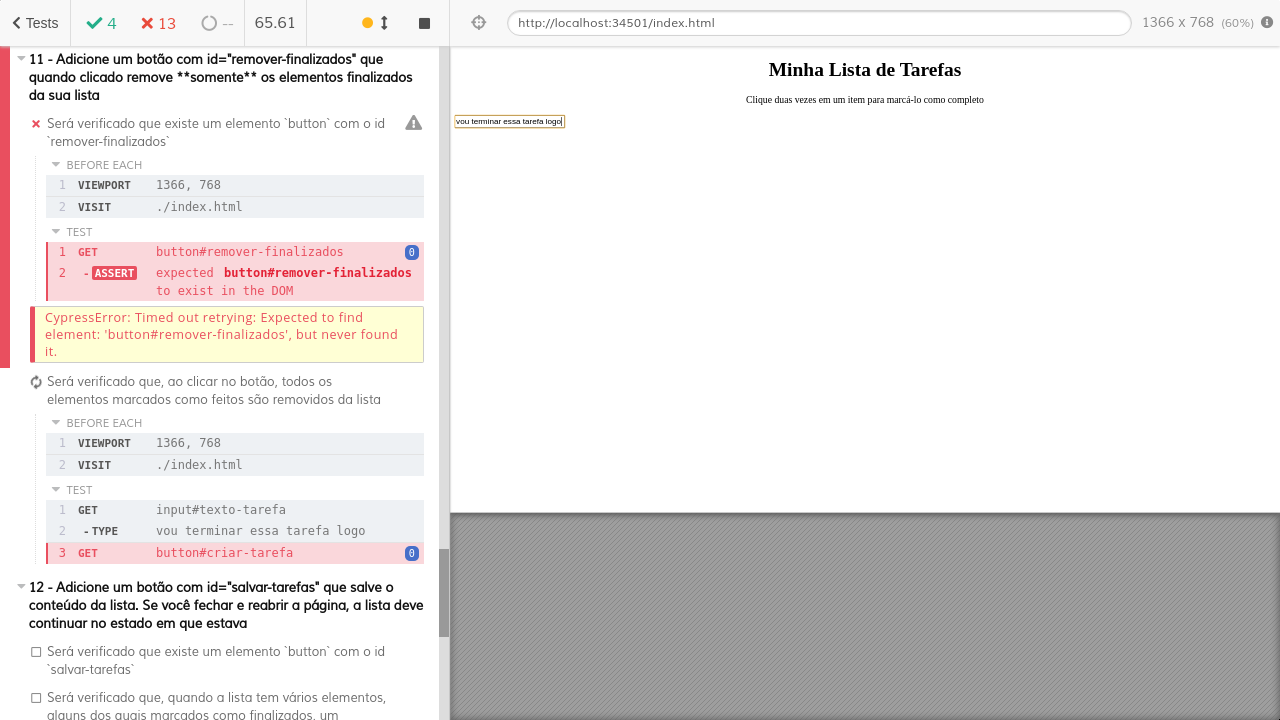 Tests
4
13
--
65.61
http://localhost:34501/index.html
1366 x 768 (60%)
11 - Adicione um botão com id="remover-finalizados" que
quando clicado remove **somente** os elementos finalizados
da sua lista
Será verificado que existe um elemento `button` com o id
`remover-finalizados`
BEFORE EACH
1 VIEWPORT 1366, 768
2 VISIT ./index.html
TEST
1 GET button#remover-finalizados 0
2 -ASSERT expected button#remover-finalizados
to exist in the DOM
CypressError: Timed out retrying: Expected to find
element: 'button#remover-finalizados', but never found
it.
Será verificado que, ao clicar no botão, todos os
elementos marcados como feitos são removidos da lista
BEFORE EACH
1 VIEWPORT 1366, 768
2 VISIT ./index.html
TEST
1 GET input#texto-tarefa
2 -TYPE vou terminar essa tarefa logo
3 GET button#criar-tarefa 0
12 - Adicione um botão com id="salvar-tarefas" que salve o
conteúdo da lista. Se você fechar e reabrir a página, a lista deve
continuar no estado em que estava
Será verificado que existe um elemento `button` com o id
`salvar-tarefas`
Será verificado que, quando a lista tem vários elementos,
alguns dos quais marcados como finalizados, um
Minha Lista de Tarefas
Clique duas vezes em um item para marcá-lo como completo
vou terminar essa tarefa logo